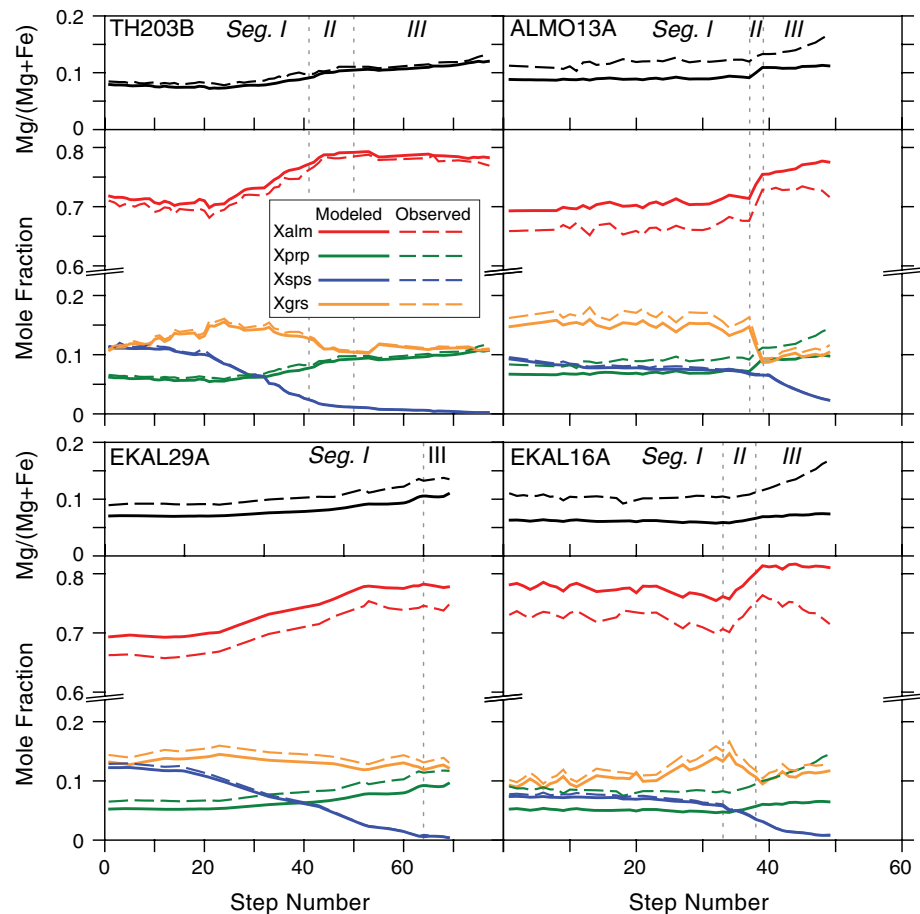 TH203B Seg. I II III
ALMO13A Seg. I II III
Mg/(Mg+Fe)
0.2
0.1
0
Mole Fraction
0.8
0.7
0.6
0.2
0.1
0
Modeled Observed
Xalm
Xprp
Xsps
Xgrs
EKAL29A Seg. I III
EKAL16A Seg. I II III
Mg/(Mg+Fe)
0.2
0.1
0
Mole Fraction
0.8
0.7
0.6
0.2
0.1
0
0 20 40 60
0 20 40 60
Step Number
Step Number